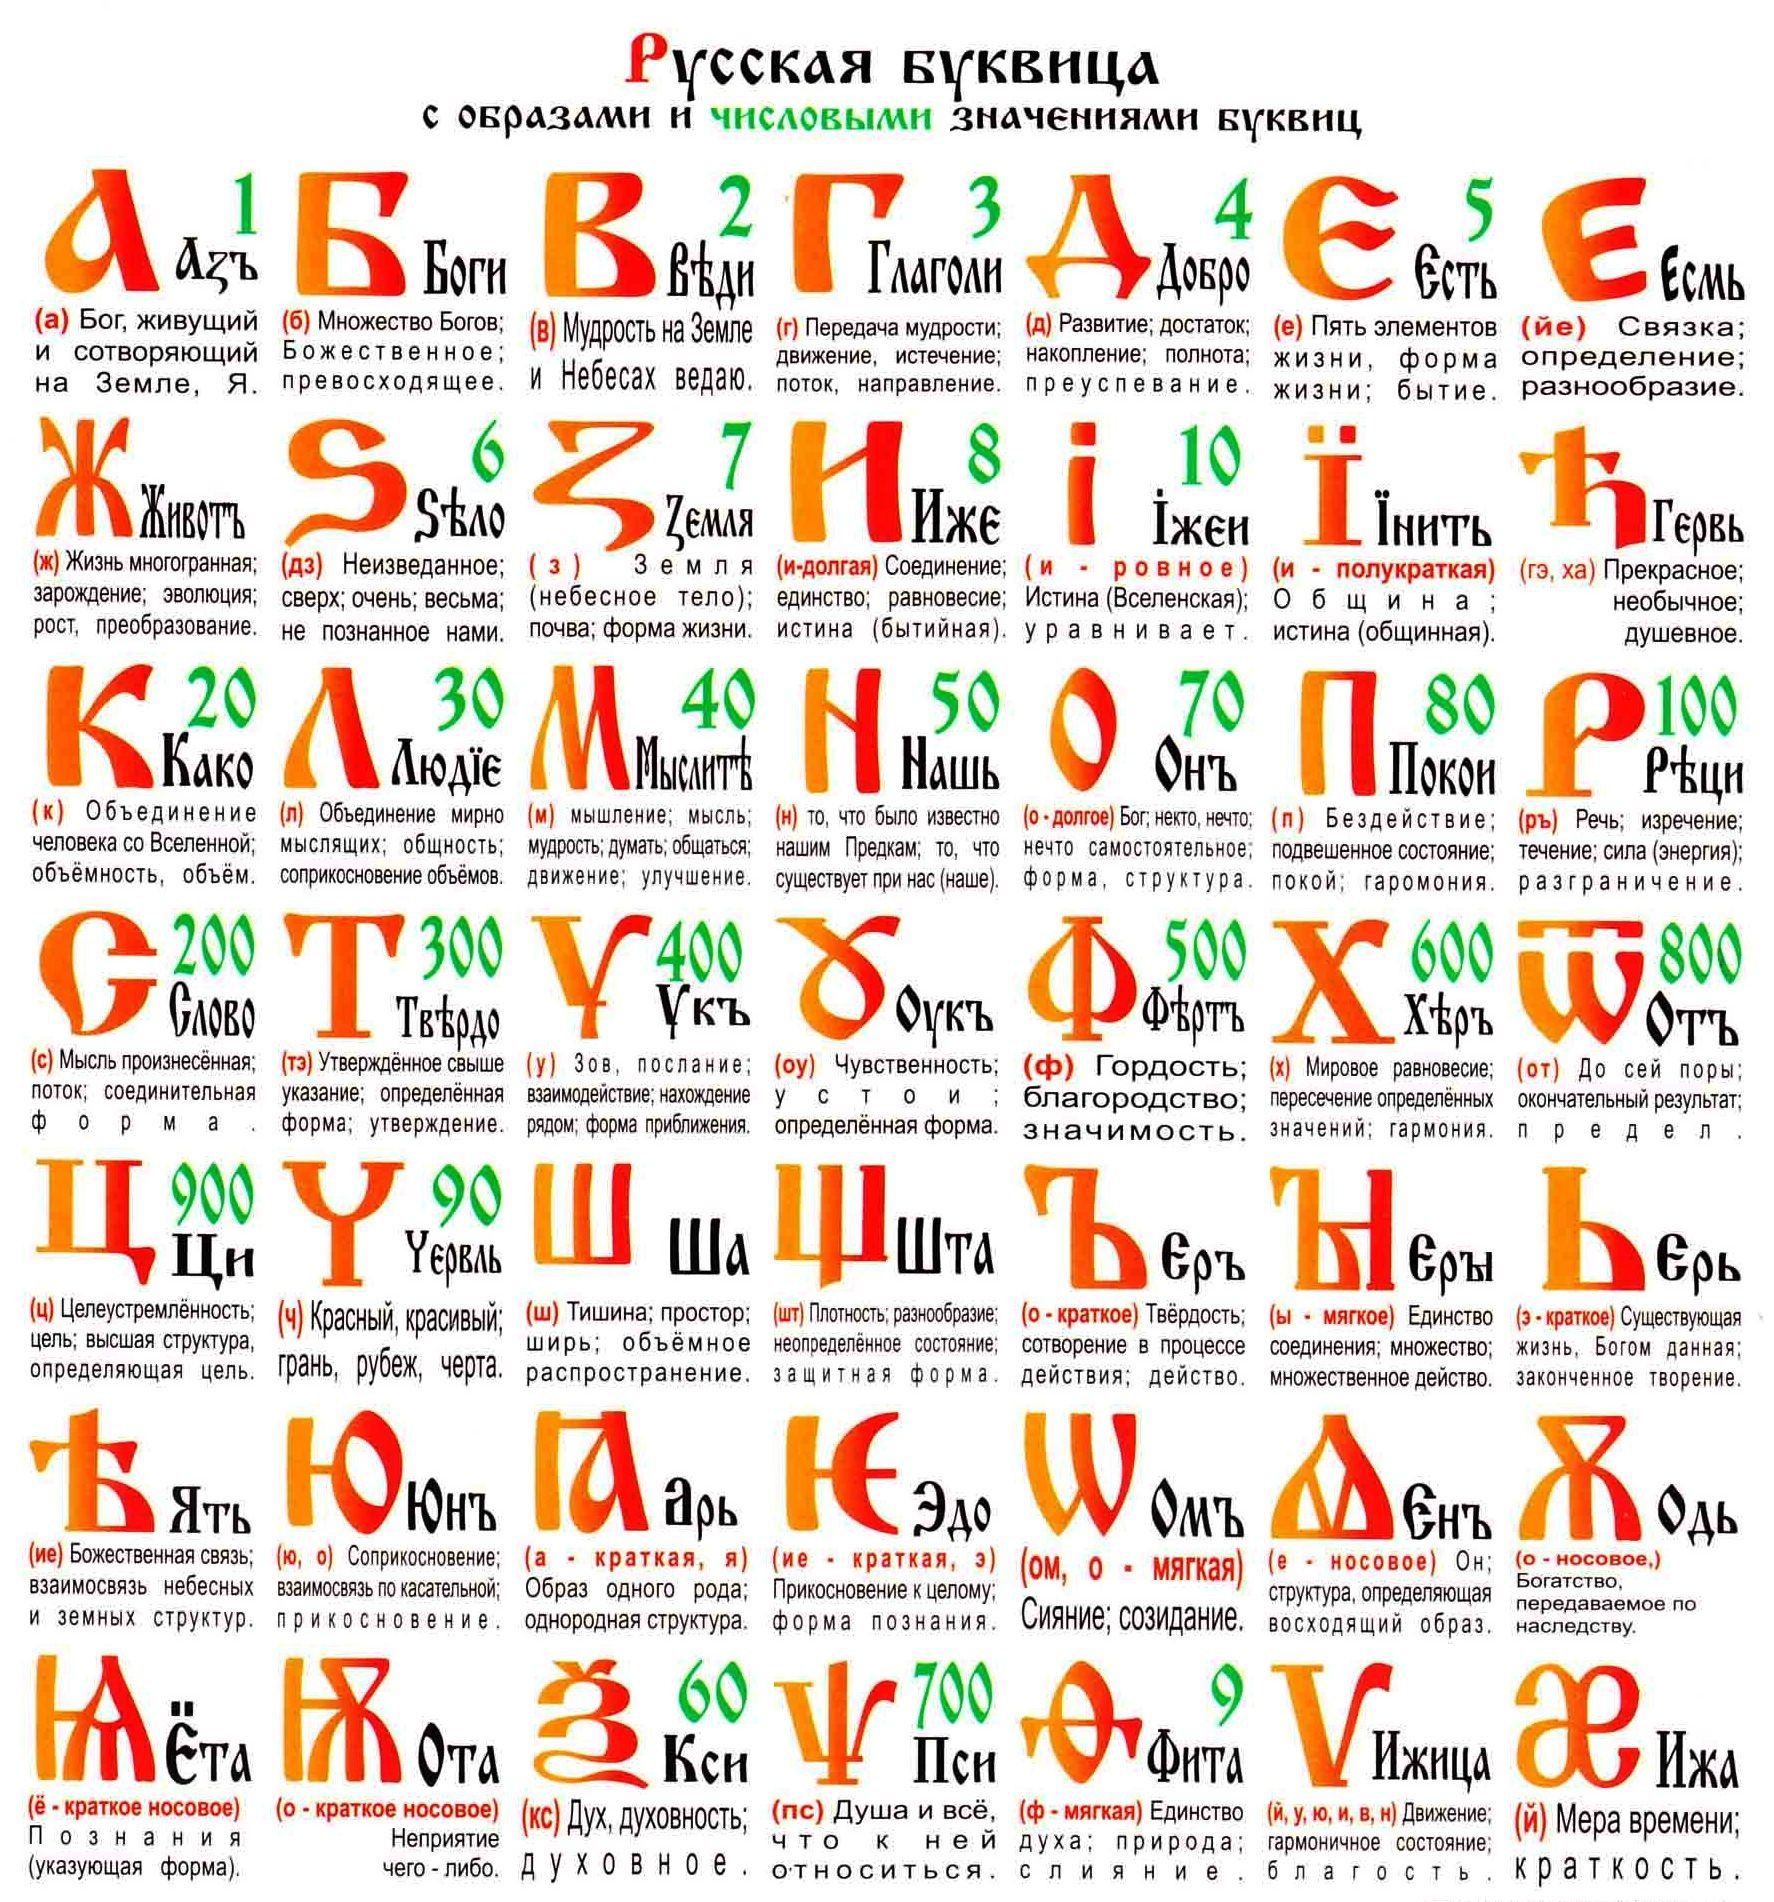 Русская буквица
с образами и числовыми значениями буквиц
А 1
Азъ
(а) Бог, живущий
и сотворяющий
на Земле, Я.
Б
Боги
(б) Множество Богов;
Божественное;
превосходящее.
В 2
Вѣди
(в) Мудрость на Земле
и Небесах ведаю.
Г 3
Глаголи
(г) Передача мудрости;
движение, истечение;
поток, направление.
Д 4
Добро
(д) Развитие; достаток;
накопление; полнота;
преуспевание.
Є 5
Єсть
(е) Пять элементов
жизни, форма
жизни; бытие.
Е
Есмь
(йе) Связка;
определение;
разнообразие.
Ж
Животъ
(ж) Жизнь многогранная;
зарождение; эволюция;
рост, преобразование.
Ѕ 6
Ѕѣло
(дз) Неизведанное;
сверх; очень; весьма;
не познанное нами.
Ꙁ 7
Ꙁємля
(з) Земля
(небесное тело);
почва; форма жизни.
И 8
Ижє
(и-долгая) Соединение;
единство; равновесие;
истина (бытийная).
і 10
Їжєи
(и - ровное)
Истина (Вселенская);
уравнивает.
Ї
Їнить
(и - полукраткая)
Община;
истина (общинная).
Ћ
Гєрвь
(гэ, ха) Прекрасное;
необычное;
душевное.
К 20
Како
(к) Объединение
человека со Вселенной;
объёмность, объём.
Л 30
Людїє
(л) Объединение мирно
мыслящих; общность;
соприкосновение объёмов.
М 40
Мыслитѣ
(м) мышление; мысль;
мудрость; думать; общаться;
движение; улучшение.
Н 50
Нашь
(н) то, что было известно
нашим Предкам; то, что
существует при нас (наше).
О 70
Онъ
(о - долгое) Бог; некто, нечто;
нечто самостоятельное;
форма, структура.
П 80
Покои
(п) Бездействие;
подвешенное состояние;
покой; гаромония.
Р 100
Рѣци
(ръ) Речь; изречение;
течение; сила (энергия);
разграничение.
С 200
Слово
(с) Мысль произнесённая;
поток; соединительная
форма.
Т 300
Твѣрдо
(тэ) Утверждённое свыше
указание; определённая
форма; утверждение.
Ѵ 400
Ѵкъ
(у) Зов, послание;
взаимодействие; нахождение
рядом; форма приближения.
Ȣ
Оукъ
(оу) Чувственность;
устои;
определённая форма.
Ф 500
Фѣртъ
(ф) Гордость;
благородство;
значимость.
Х 600
Хѣръ
(х) Мировое равновесие;
пересечение определённых
значений; гармония.
Ѿ 800
Отъ
(от) До сей поры;
окончательный результат;
предел.
Ц 900
Ци
(ц) Целеустремлённость;
цель; высшая структура,
определяющая цель.
Ч 90
Чєрвль
(ч) Красный, красивый;
грань, рубеж, черта.
Ш
Ша
(ш) Тишина; простор;
ширь; объёмное
распространение.
Щ
Шта
(шт) Плотность; разнообразие;
неопределённое состояние;
защитная форма.
Ъ
Єръ
(о - краткое) Твёрдость;
сотворение в процессе
действия; действо.
Ꙑ
Єрꙑ
(ы - мягкое) Единство
соединения; множество;
множественное действо.
Ь
Єрь
(э - краткое) Существующая
жизнь, Богом данная;
законченное творение.
Ѣ
Ять
(ие) Божественная связь;
взаимосвязь небесных
и земных структур.
Ю
Юнъ
(ю, о) Соприкосновение;
взаимосвязь по касательной;
прикосновение.
Ꙗ
Арь
(а - краткая, я)
Образ одного рода;
однородная структура.
Ѥ
Эдо
(ие - краткая, э)
Прикосновение к целому;
форма познания.
Ѡ
Омъ
(ом, о - мягкая)
Сияние; созидание.
Ѧ
Єнъ
(е - носовое) Он;
структура, определяющая
восходящий образ.
Ѫ
Одь
(о - носовое,)
Богатство,
передаваемое по
наследству.
Ѩ
Ёта
(ё - краткое носовое)
Познания
(указующая форма).
Ѭ
Ота
(о - краткое носовое)
Неприятие
чего - либо.
Ѯ 60
Кси
(кс) Дух, духовность;
духовное.
Ѱ 700
Пси
(пс) Душа и всё,
что к ней
относиться.
Ѳ 9
Фита
(ф - мягкая) Единство
духа; природа;
слияние.
Ѵ
Ижица
(й, у, ю, и, в, н) Движение;
гармоничное состояние;
благость.
Æ
Ижа
(й) Мера времени;
краткость.